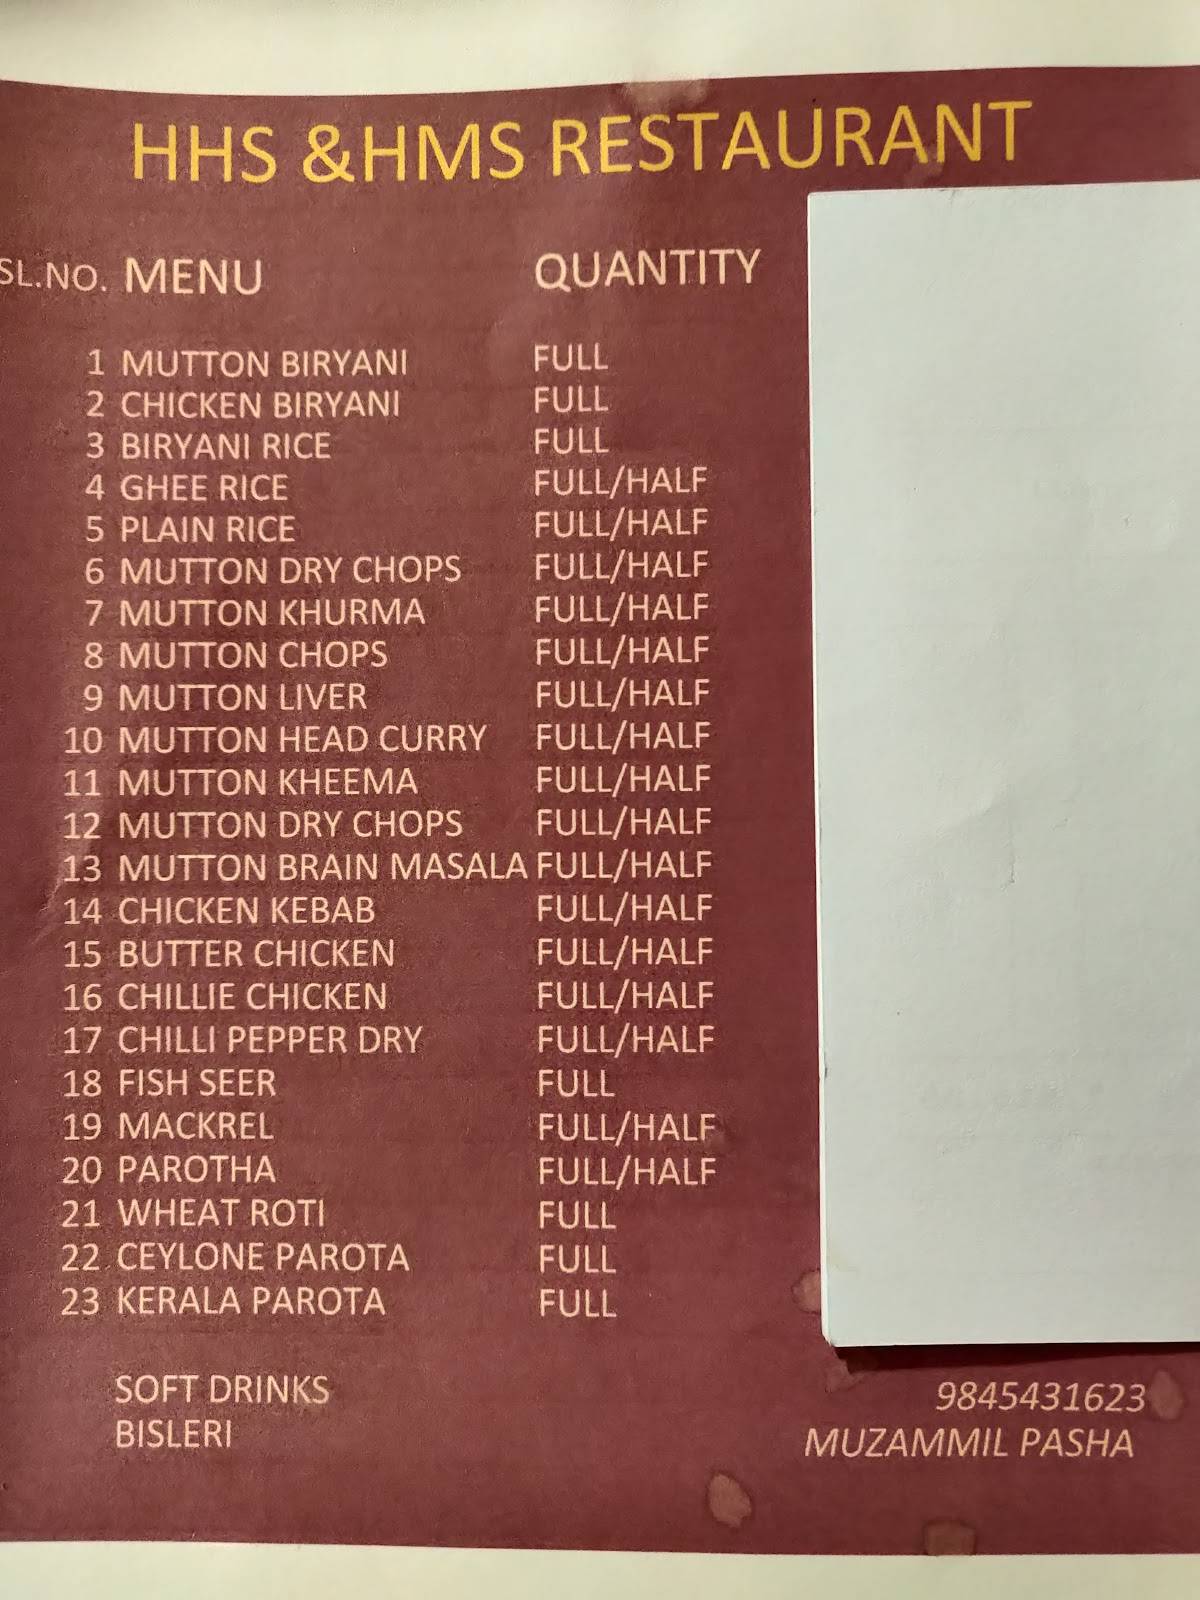 HHS &HMS RESTAURANT
SL.NO. MENU QUANTITY
1 MUTTON BIRYANI FULL
2 CHICKEN BIRYANI FULL
3 BIRYANI RICE FULL
4 GHEE RICE FULL/HALF
5 PLAIN RICE FULL/HALF
6 MUTTON DRY CHOPS FULL/HALF
7 MUTTON KHURMA FULL/HALF
8 MUTTON CHOPS FULL/HALF
9 MUTTON LIVER FULL/HALF
10 MUTTON HEAD CURRY FULL/HALF
11 MUTTON KHEEMA FULL/HALF
12 MUTTON DRY CHOPS FULL/HALF
13 MUTTON BRAIN MASALA FULL/HALF
14 CHICKEN KEBAB FULL/HALF
15 BUTTER CHICKEN FULL/HALF
16 CHILLIE CHICKEN FULL/HALF
17 CHILLI PEPPER DRY FULL/HALF
18 FISH SEER FULL
19 MACKREL FULL/HALF
20 PAROTHA FULL/HALF
21 WHEAT ROTI FULL
22 CEYLONE PAROTA FULL
23 KERALA PAROTA FULL
SOFT DRINKS 9845431623
BISLERI MUZAMMIL PASHA